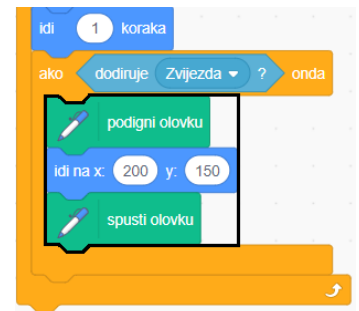 idi 1 koraka
ako dodiruje Zvijezda ? onda
podigni olovku
idi na x: 200 y: 150
spusti olovku